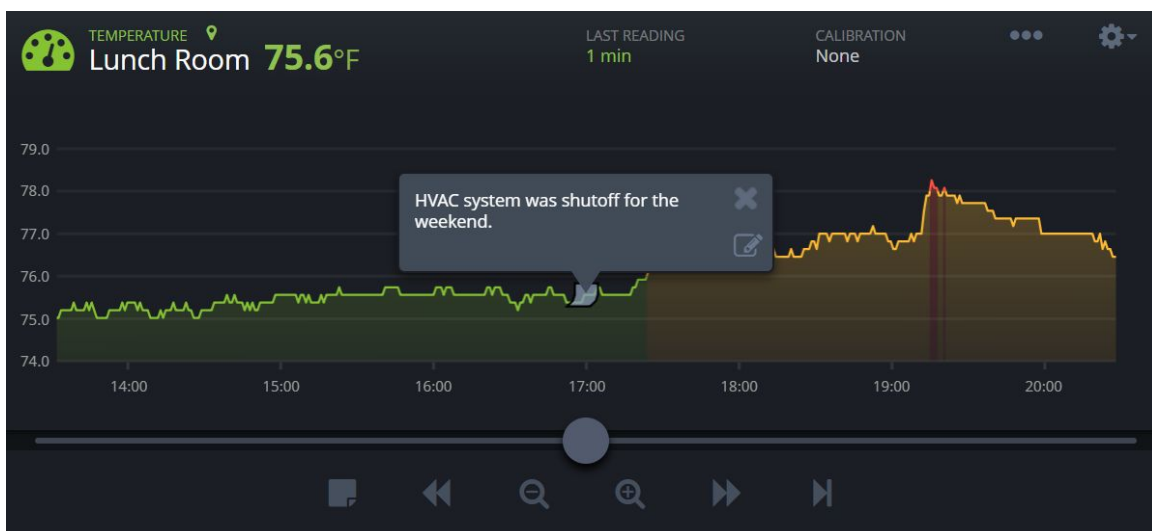 TEMPERATURE
Lunch Room 75.6°F
LAST READING
1 min
CALIBRATION
None
79.0
78.0
77.0
76.0
75.0
74.0
HVAC system was shutoff for the
weekend.
14:00 15:00 16:00 17:00 18:00 19:00 20:00